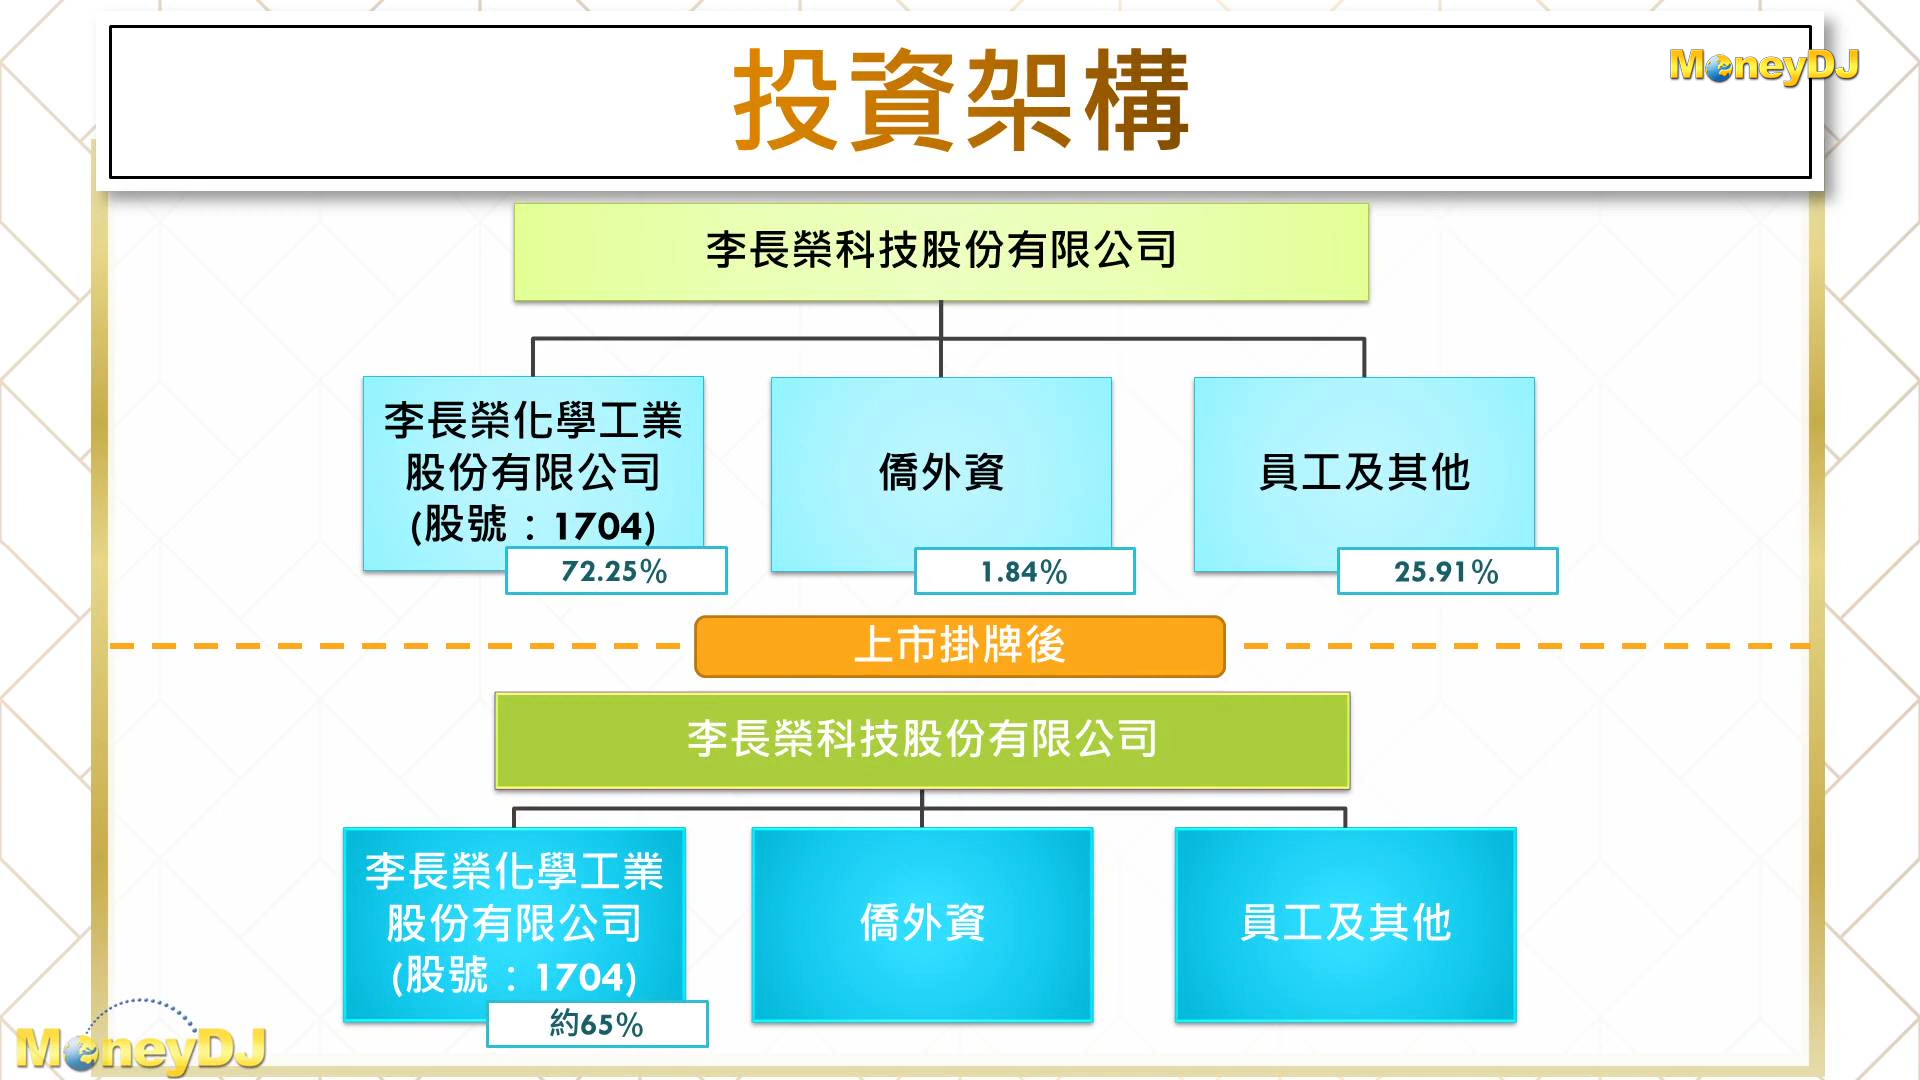 投資架構
MoneyDJ
李長榮科技股份有限公司
李長榮化學工業
股份有限公司
(股號：1704)
72.25%
僑外資
1.84%
員工及其他
25.91%
上市掛牌後
李長榮科技股份有限公司
李長榮化學工業
股份有限公司
(股號：1704)
約65%
僑外資
員工及其他
MoneyDJ